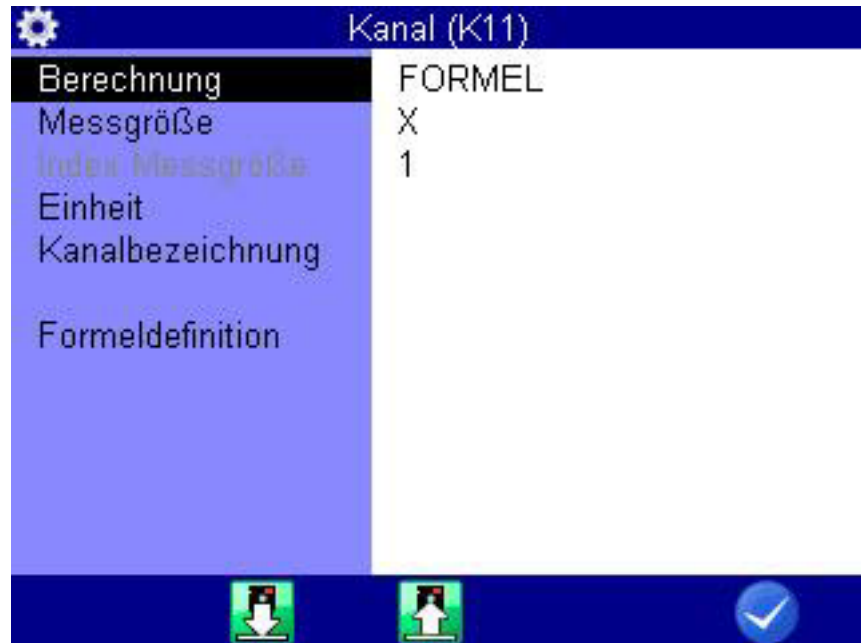 Kanal (K11)
Berechnung FORMEL
Messgröße X
Index Messgröße 1
Einheit
Kanalbezeichnung
Formeldefinition